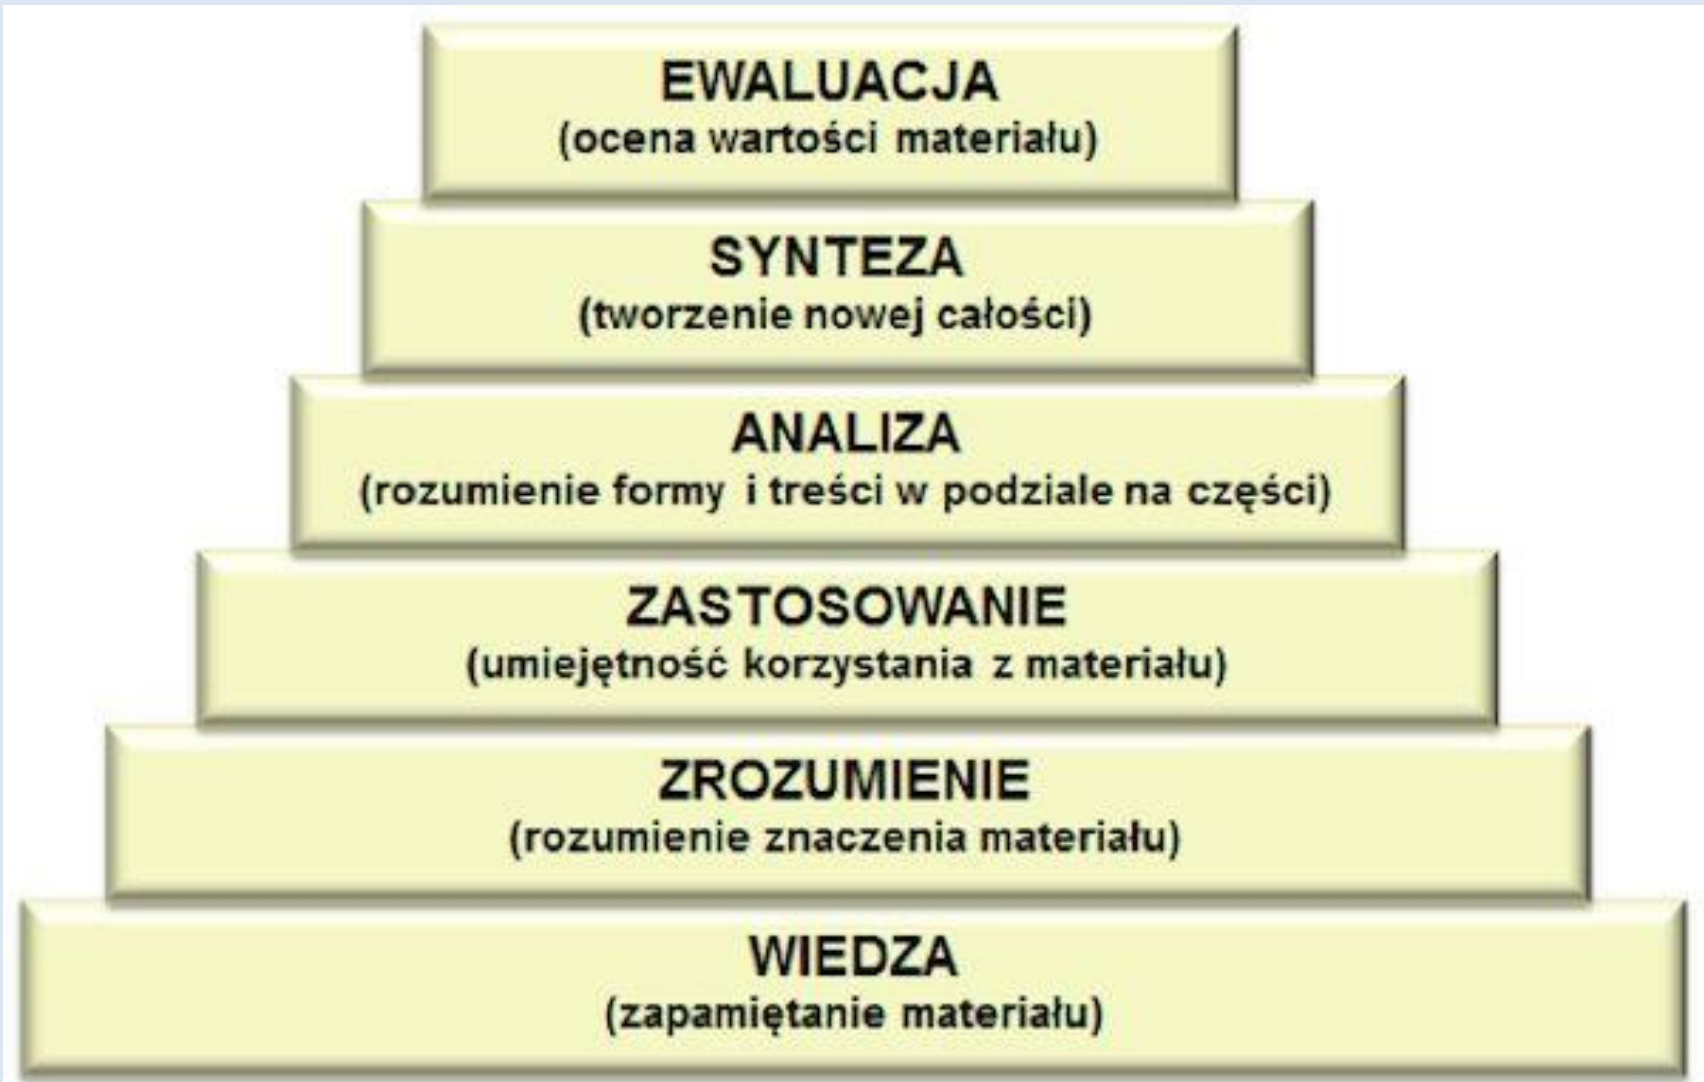 EWALUACJA
(ocena wartości materiału)
SYNTEZA
(tworzenie nowej całości)
ANALIZA
(rozumienie formy i treści w podziale na części)
ZASTOSOWANIE
(umiejętność korzystania z materiału)
ZROZUMIENIE
(rozumienie znaczenia materiału)
WIEDZA
(zapamiętanie materiału)